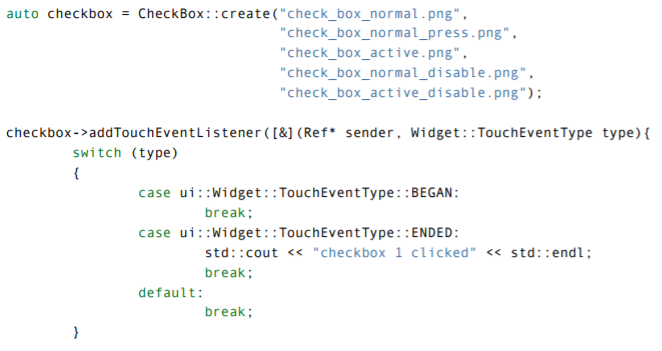 auto checkbox = CheckBox::create("check_box_normal.png",
"check_box_normal_press.png",
"check_box_active.png",
"check_box_normal_disable.png",
"check_box_active_disable.png");
checkbox->addTouchEventListener([&](Ref* sender, Widget::TouchEventType type){
switch (type)
{
case ui::Widget::TouchEventType::BEGAN:
break;
case ui::Widget::TouchEventType::ENDED:
std::cout << "checkbox 1 clicked" << std::endl;
break;
default:
break;
}